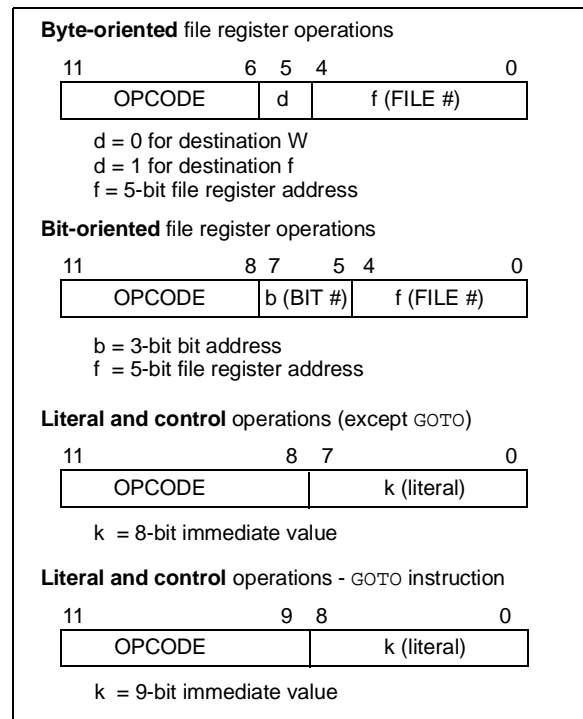 Byte-oriented file register operations
11 6 5 4 0
OPCODE d f (FILE #)
d = 0 for destination W
d = 1 for destination f
f = 5-bit file register address
Bit-oriented file register operations
11 8 7 5 4 0
OPCODE b (BIT #) f (FILE #)
b = 3-bit bit address
f = 5-bit file register address
Literal and control operations (except GOTO)
11 8 7 0
OPCODE k (literal)
k = 8-bit immediate value
Literal and control operations - GOTO instruction
11 9 8 0
OPCODE k (literal)
k = 9-bit immediate value